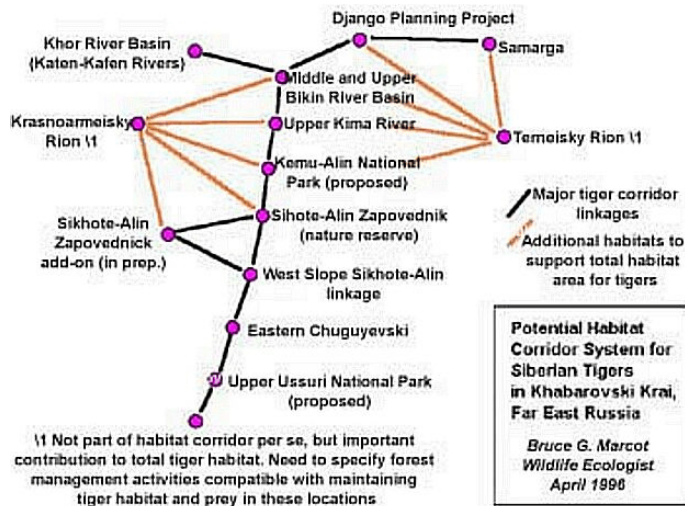 Django Planning Project
Khor River Basin
(Katen-Kafen Rivers)
Samarga
Middle and Upper
Bikin River Basin
Krasnoarmeisky
Rion \1
Upper Kima River
Terneisky Rion \1
Kemu-Alin National
Park (proposed)
Major tiger corridor
linkages
Sikhote-Alin
Zapovednick
add-on (in prep.)
Sihote-Alin Zapovednik
(nature reserve)
Additional habitats to
support total habitat
area for tigers
West Slope Sikhote-Alin
linkage
Eastern Chuguyevski
Upper Ussuri National Park
(proposed)
Potential Habitat
Corridor System for
Siberian Tigers
in Khabarovski Krai,
Far East Russia
Bruce G. Marcot
Wildlife Ecologist
April 1996
\1 Not part of habitat corridor per se, but important
contribution to total tiger habitat. Need to specify forest
management activities compatible with maintaining
tiger habitat and prey in these locations